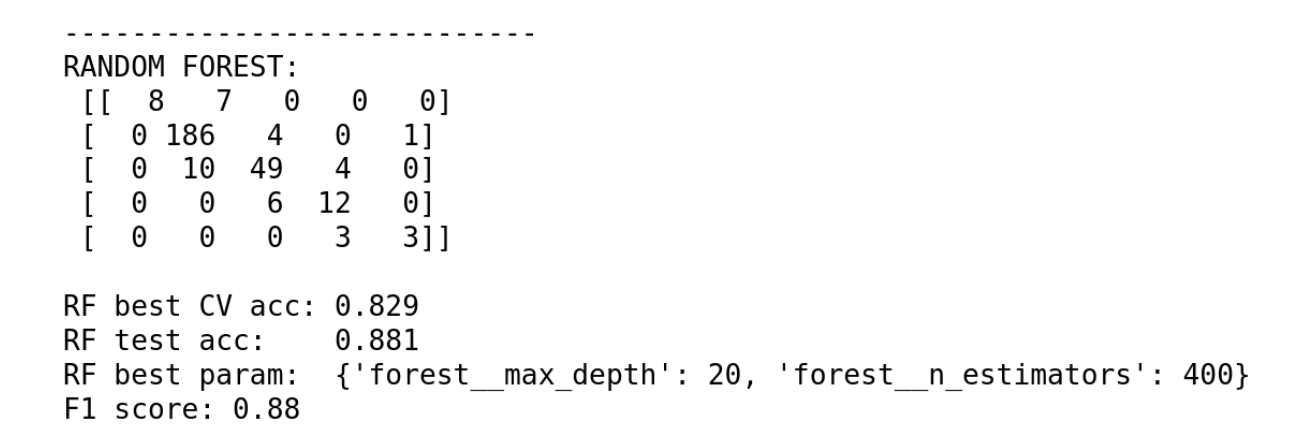 ----------------------------
RANDOM FOREST:
 [[  8   7   0   0   0]
 [  0 186   4   0   1]
 [  0  10  49   4   0]
 [  0   0   6  12   0]
 [  0   0   0   3   3]]

RF best CV acc: 0.829
RF test acc:    0.881
RF best param:  {'forest__max_depth': 20, 'forest__n_estimators': 400}
F1 score: 0.88